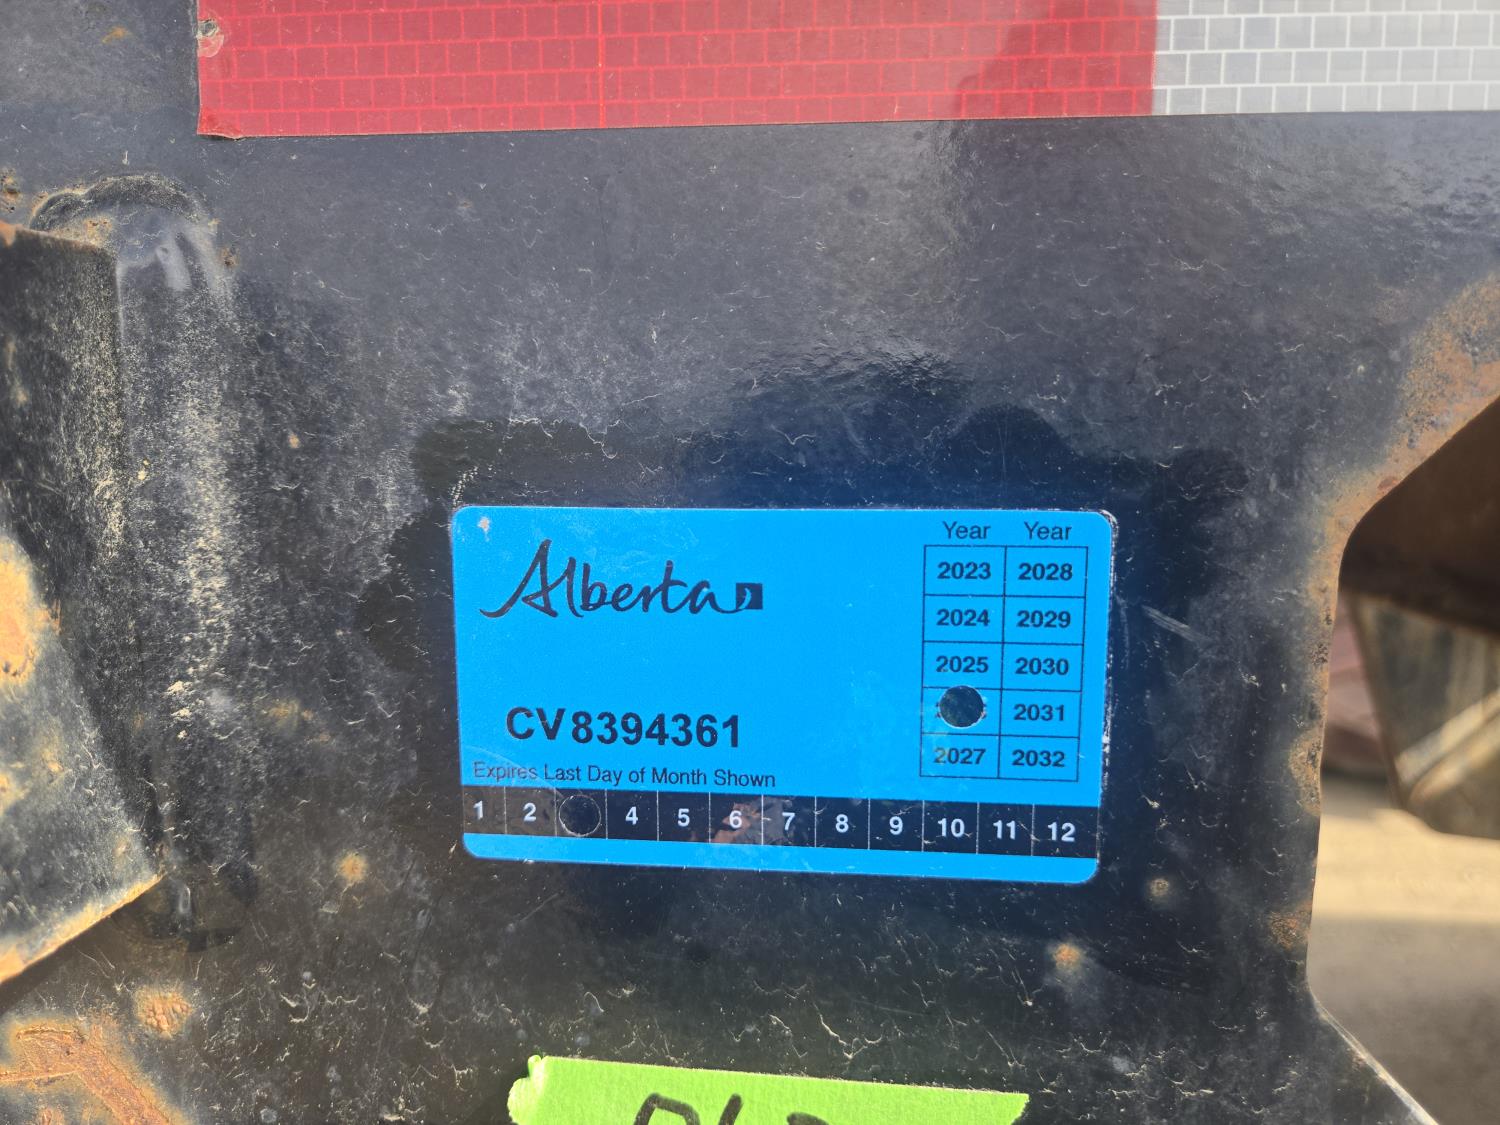 Alberta
Year Year
2023 2028
2024 2029
2025 2030
2031
2027 2032
CV8394361
Expires Last Day of Month Shown
1 2 4 5 6 7 8 9 10 11 12